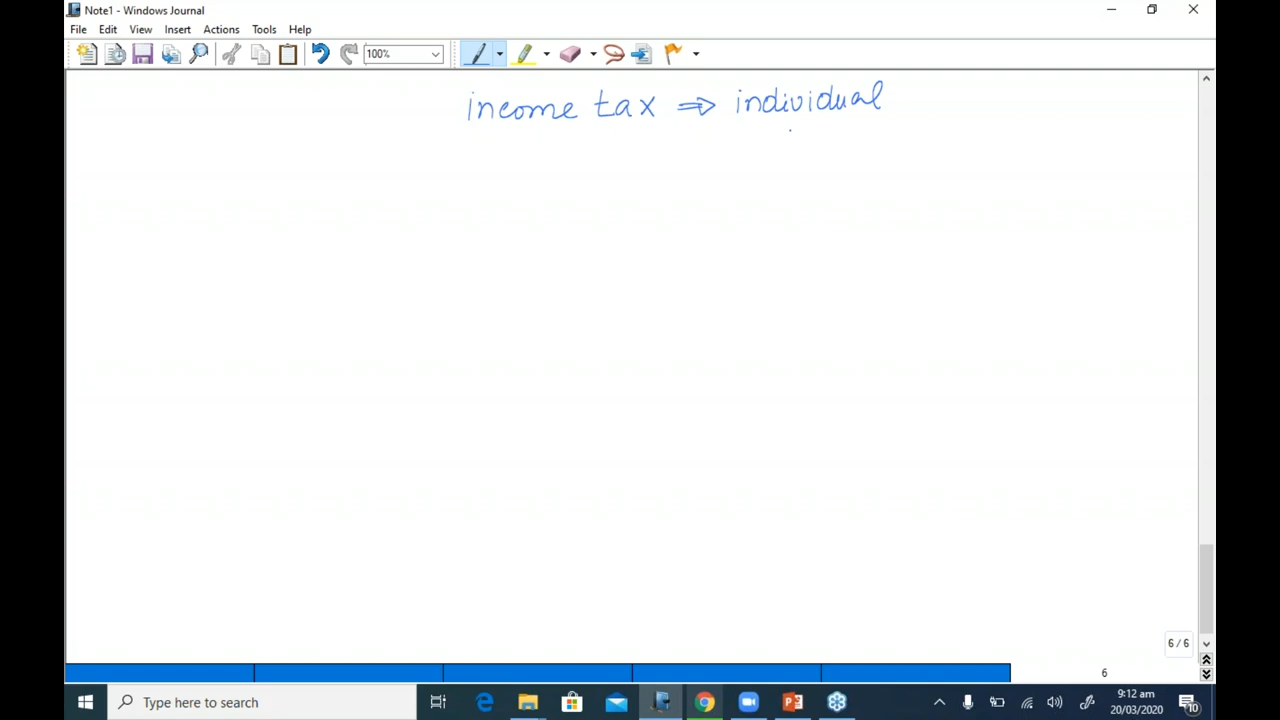 Note1 - Windows Journal
File Edit View Insert Actions Tools Help
100%
income tax ⇒ individual
6 / 6
6
Type here to search
9:12 am
20/03/2020
10